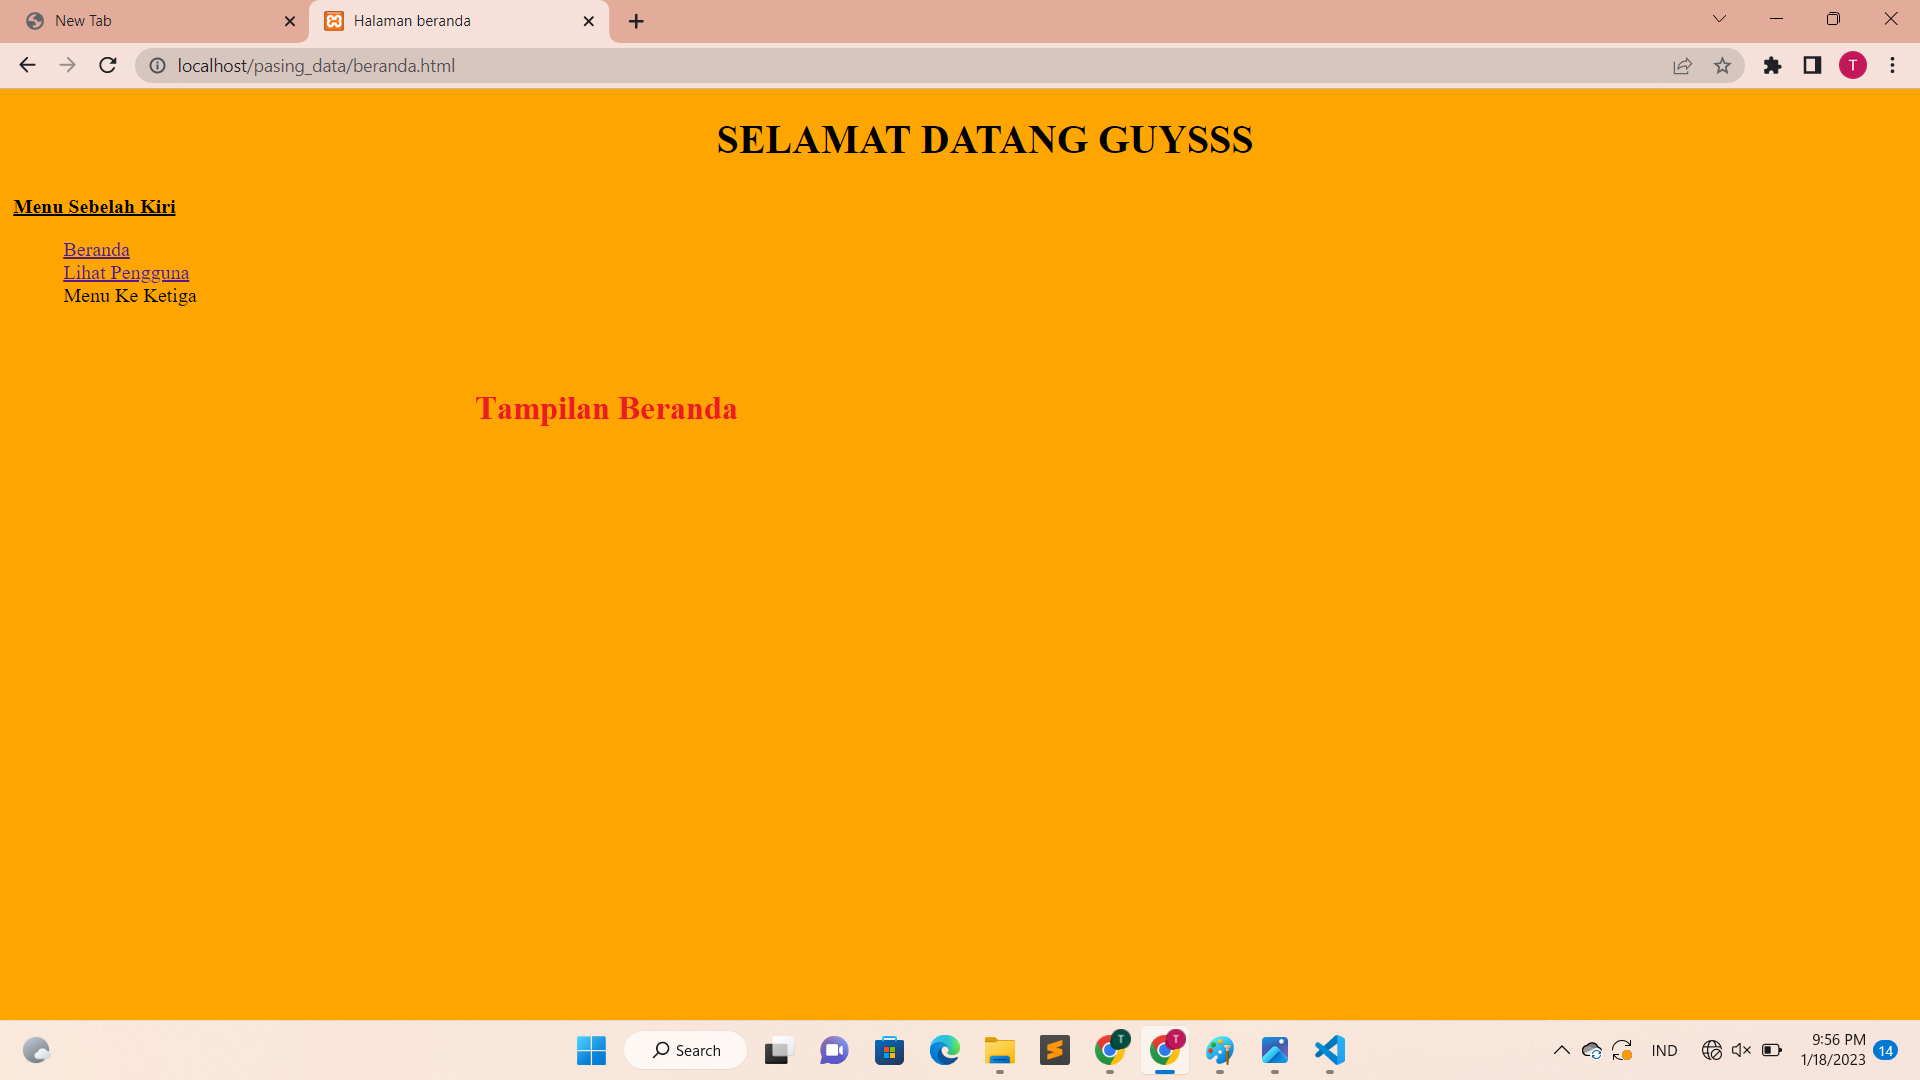 New Tab
Halaman beranda
localhost/pasing_data/beranda.html
T
SELAMAT DATANG GUYSSS
Menu Sebelah Kiri
Beranda
Lihat Pengguna
Menu Ke Ketiga
Tampilan Beranda
Search
T
T
IND
9:56 PM
1/18/2023
14